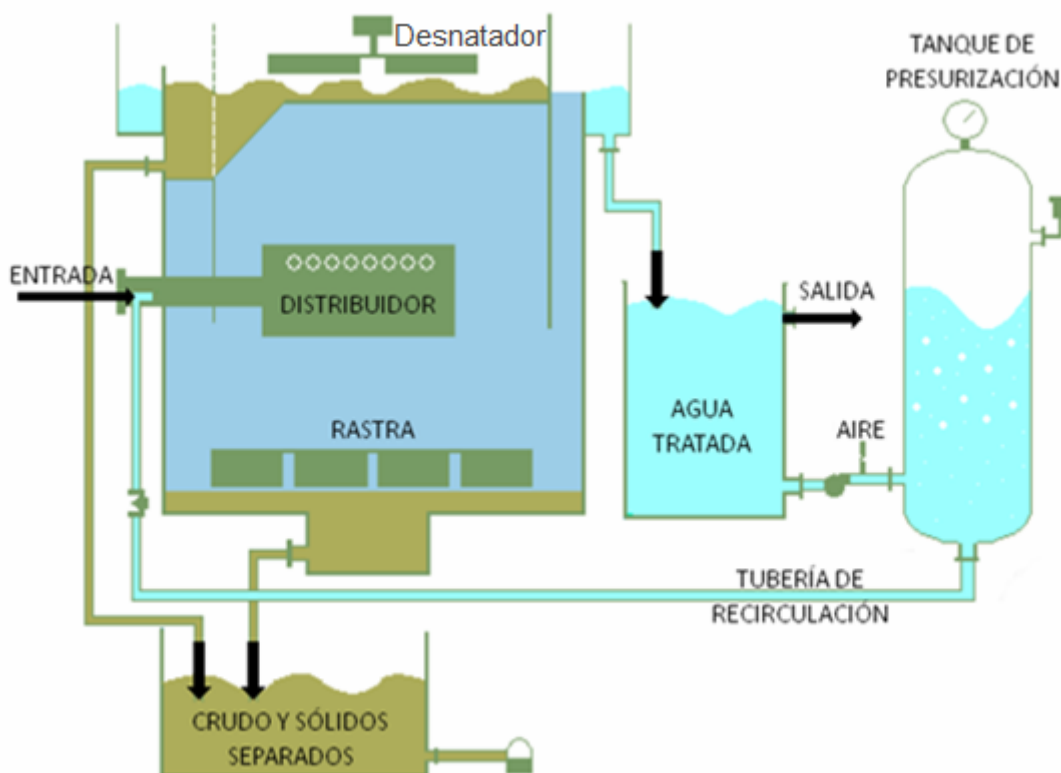 Desnatador
TANQUE DE
PRESURIZACIÓN
ENTRADA
DISTRIBUIDOR
SALIDA
RASTRA
AGUA
TRATADA
AIRE
TUBERÍA DE
RECIRCULACIÓN
CRUDO Y SÓLIDOS
SEPARADOS